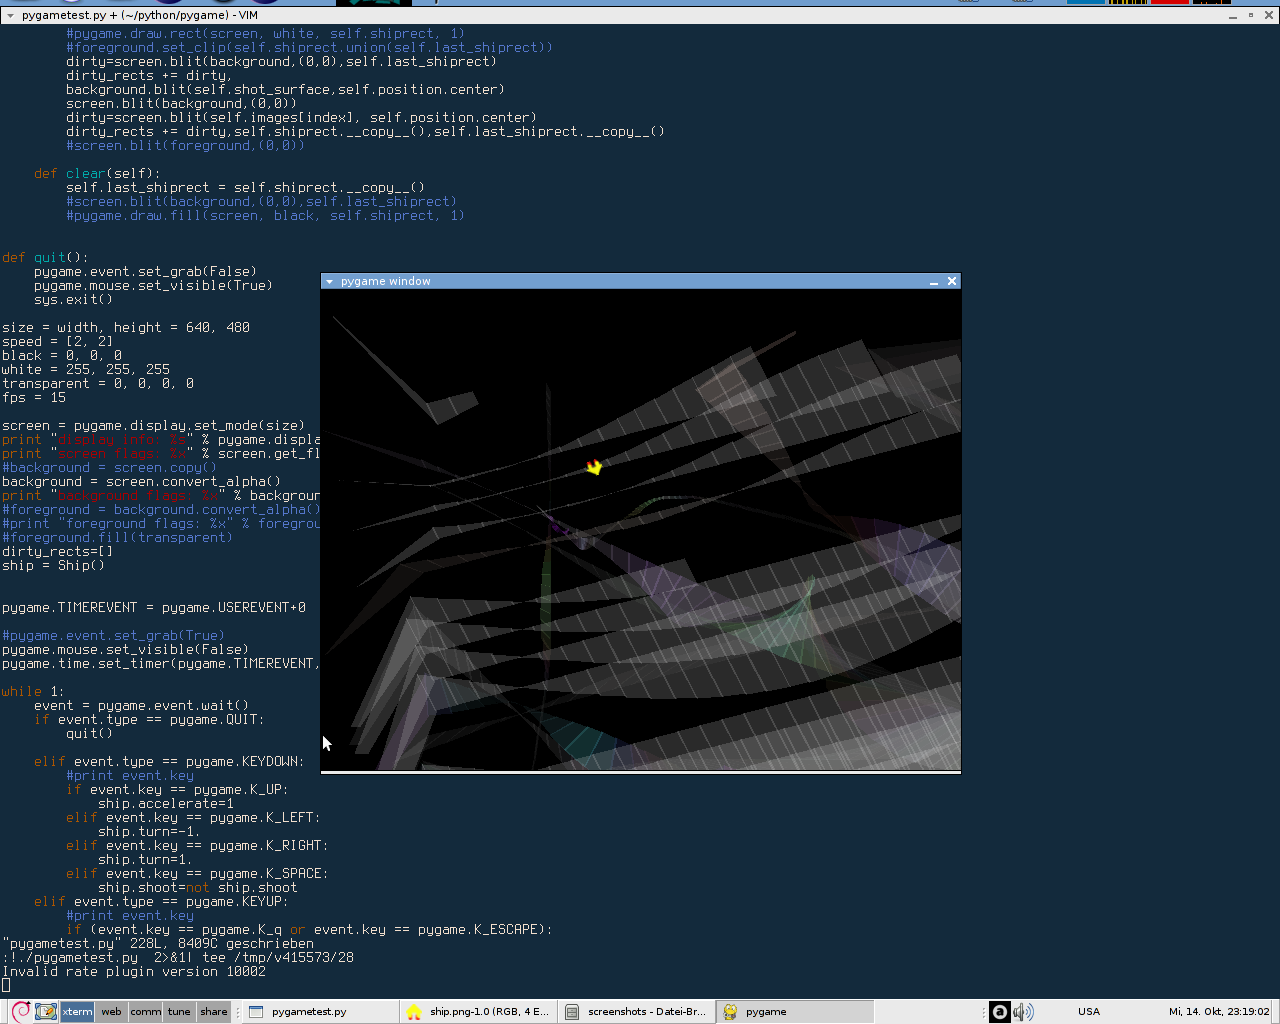 pygametest.py + (~/python/pygame) - VIM
#pygame.draw.rect(screen, white, self.shiprect, 1)
#foreground.set_clip(self.shiprect.union(self.last_shiprect))
dirty=screen.blit(background,(0,0),self.last_shiprect)
dirty_rects += dirty,
background.blit(self.shot_surface,self.position.center)
screen.blit(background,(0,0))
dirty=screen.blit(self.images[index], self.position.center)
dirty_rects += dirty,self.shiprect.__copy__(),self.last_shiprect.__copy__()
#screen.blit(foreground,(0,0))
def clear(self):
self.last_shiprect = self.shiprect.__copy__()
#screen.blit(background,(0,0),self.last_shiprect)
#pygame.draw.fill(screen, black, self.shiprect, 1)
def quit():
pygame.event.set_grab(False)
pygame.mouse.set_visible(True)
sys.exit()
pygame window
size = width, height = 640, 480
speed = [2, 2]
black = 0, 0, 0
white = 255, 255, 255
transparent = 0, 0, 0, 0
fps = 15
screen = pygame.display.set_mode(size)
print "display info: %s" % pygame.displa
print "screen flags: %x" % screen.get_fl
#background = screen.copy()
background = screen.convert_alpha()
print "background flags: %x" % backgroun
#foreground = background.convert_alpha()
#print "foreground flags: %x" % foregrou
#foreground.fill(transparent)
dirty_rects=[]
ship = Ship()
pygame.TIMEREVENT = pygame.USEREVENT+0
#pygame.event.set_grab(True)
pygame.mouse.set_visible(False)
pygame.time.set_timer(pygame.TIMEREVENT,
while 1:
event = pygame.event.wait()
if event.type == pygame.QUIT:
quit()
elif event.type == pygame.KEYDOWN:
#print event.key
if event.key == pygame.K_UP:
ship.accelerate=1
elif event.key == pygame.K_LEFT:
ship.turn=-1.
elif event.key == pygame.K_RIGHT:
ship.turn=1.
elif event.key == pygame.K_SPACE:
ship.shoot=not ship.shoot
elif event.type == pygame.KEYUP:
#print event.key
if (event.key == pygame.K_q or event.key == pygame.K_ESCAPE):
"pygametest.py" 228L, 8409C geschrieben
:!./pygametest.py  2>&1| tee /tmp/v415573/28
Invalid rate plugin version 10002
xterm web comm tune share pygametest.py ship.png-1.0 (RGB, 4 E... screenshots - Datei-Br... pygame a USA Mi, 14. Okt, 23:19:02